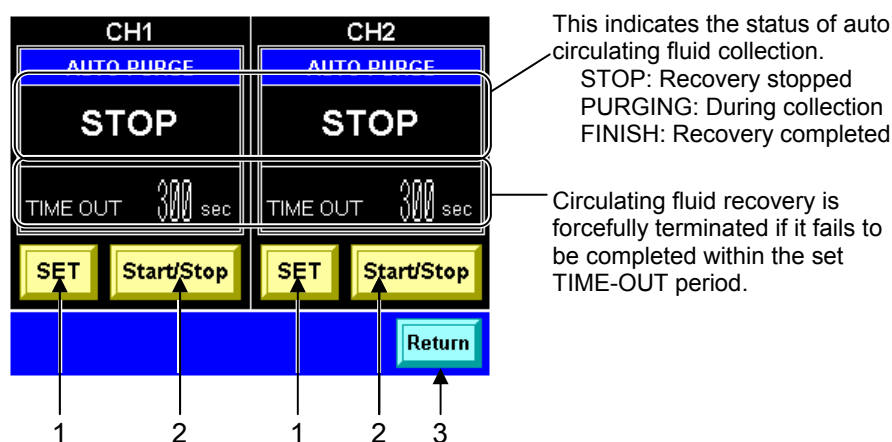 CH1 CH2
AUTO PURGE AUTO PURGE
STOP STOP
TIME OUT 300 sec TIME OUT 300 sec
SET Start/Stop SET Start/Stop
Return
1 2 1 2 3
This indicates the status of auto
circulating fluid collection.
STOP: Recovery stopped
PURGING: During collection
FINISH: Recovery completed
Circulating fluid recovery is
forcefully terminated if it fails to
be completed within the set
TIME-OUT period.